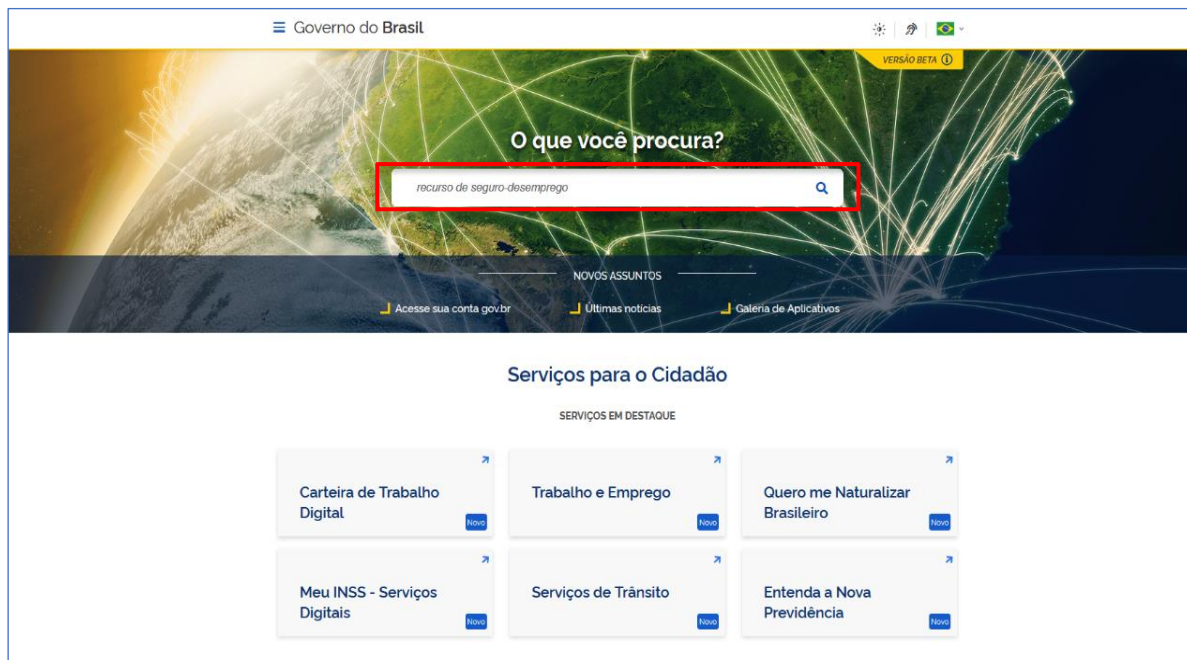 Governo do Brasil
VERSÃO BETA
O que você procura?
recurso de seguro-desemprego
NOVOS ASSUNTOS
Acesse sua conta gov.br
Últimas notícias
Galeria de Aplicativos
Serviços para o Cidadão
SERVIÇOS EM DESTAQUE
Carteira de Trabalho
Digital
Novo
Trabalho e Emprego
Novo
Quero me Naturalizar
Brasileiro
Novo
Meu INSS - Serviços
Digitais
Novo
Serviços de Trânsito
Novo
Entenda a Nova
Previdência
Novo